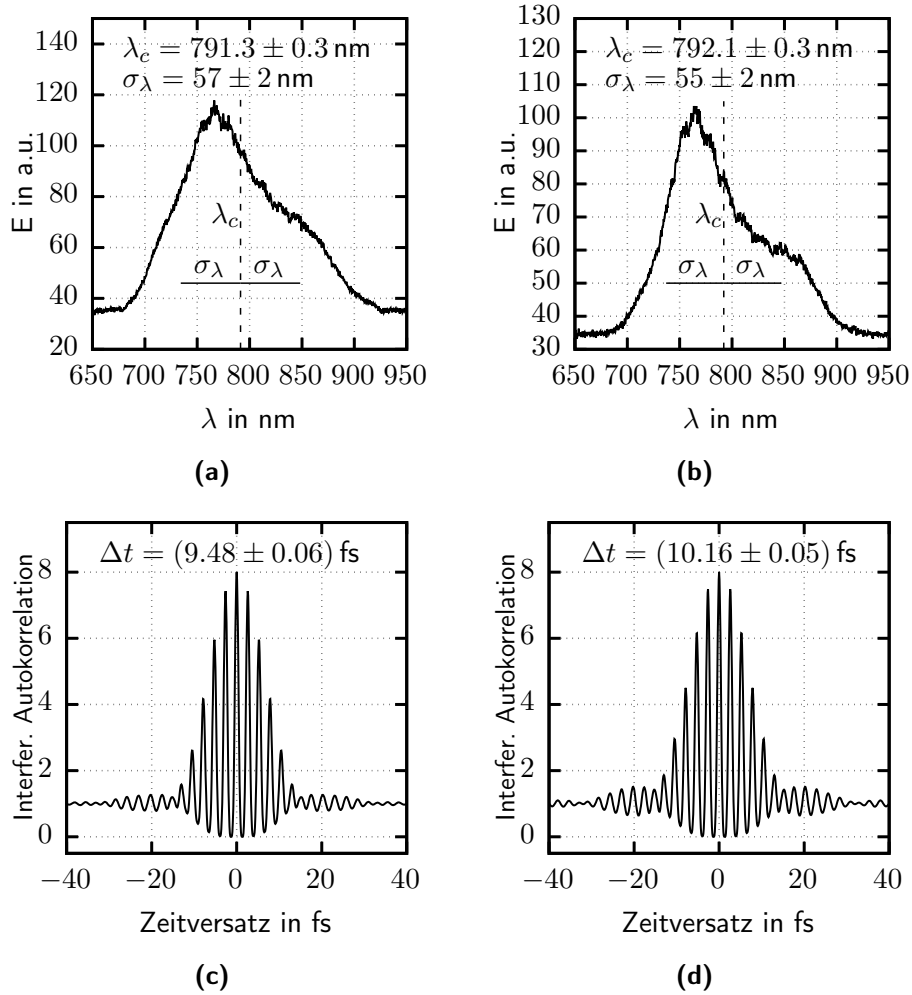 λ_c = 791.3 ± 0.3 nm
σ_λ = 57 ± 2 nm
E in a.u.
140
120
100
80
60
40
20
λ_c
σ_λ σ_λ
650 700 750 800 850 900 950
λ in nm
(a)
λ_c = 792.1 ± 0.3 nm
σ_λ = 55 ± 2 nm
E in a.u.
130
120
110
100
90
80
70
60
50
40
30
λ_c
σ_λ σ_λ
650 700 750 800 850 900 950
λ in nm
(b)
Δt = (9.48 ± 0.06) fs
Interfer. Autokorrelation
8
6
4
2
0
−40 −20 0 20 40
Zeitversatz in fs
(c)
Δt = (10.16 ± 0.05) fs
Interfer. Autokorrelation
8
6
4
2
0
−40 −20 0 20 40
Zeitversatz in fs
(d)